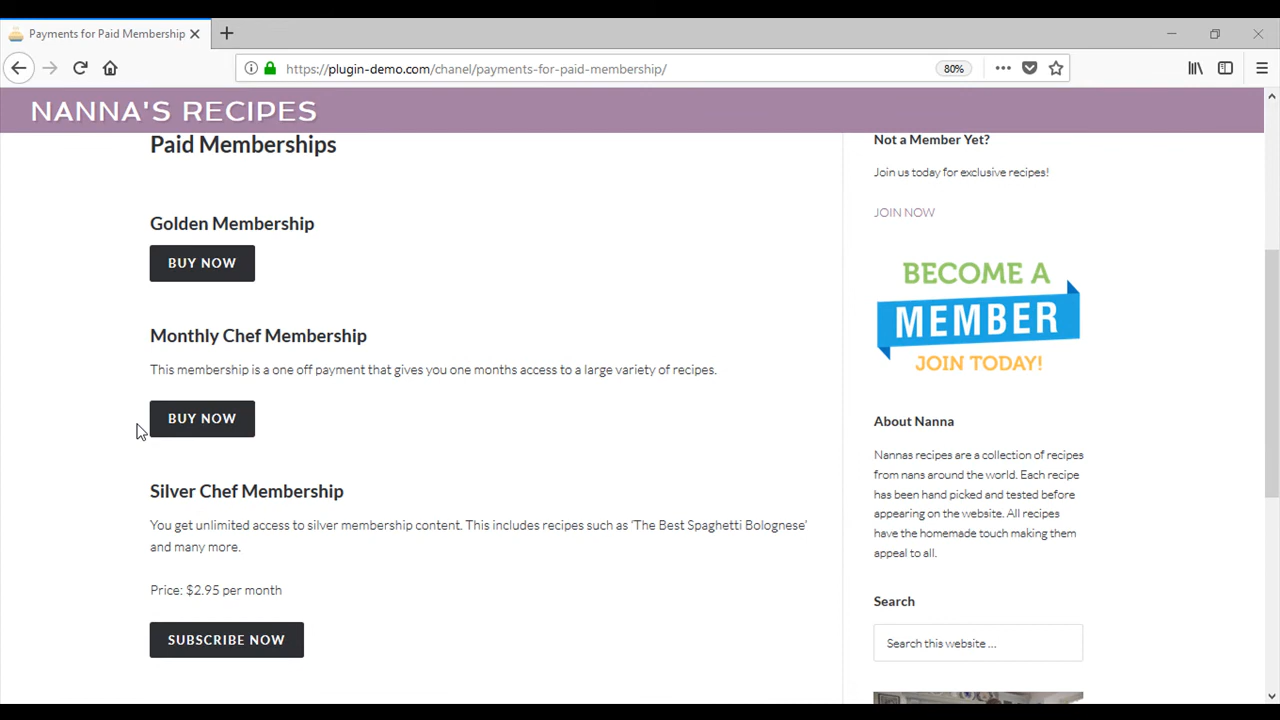 Payments for Paid Membership
https://plugin-demo.com/chanel/payments-for-paid-membership/
80%
NANNA'S RECIPES
Paid Memberships
Golden Membership
BUY NOW
Monthly Chef Membership
This membership is a one off payment that gives you one months access to a large variety of recipes.
BUY NOW
Silver Chef Membership
You get unlimited access to silver membership content. This includes recipes such as 'The Best Spaghetti Bolognese'
and many more.
Price: $2.95 per month
SUBSCRIBE NOW
Not a Member Yet?
Join us today for exclusive recipes!
JOIN NOW
BECOME A
MEMBER
JOIN TODAY!
About Nanna
Nannas recipes are a collection of recipes
from nans around the world. Each recipe
has been hand picked and tested before
appearing on the website. All recipes
have the homemade touch making them
appeal to all.
Search
Search this website ...